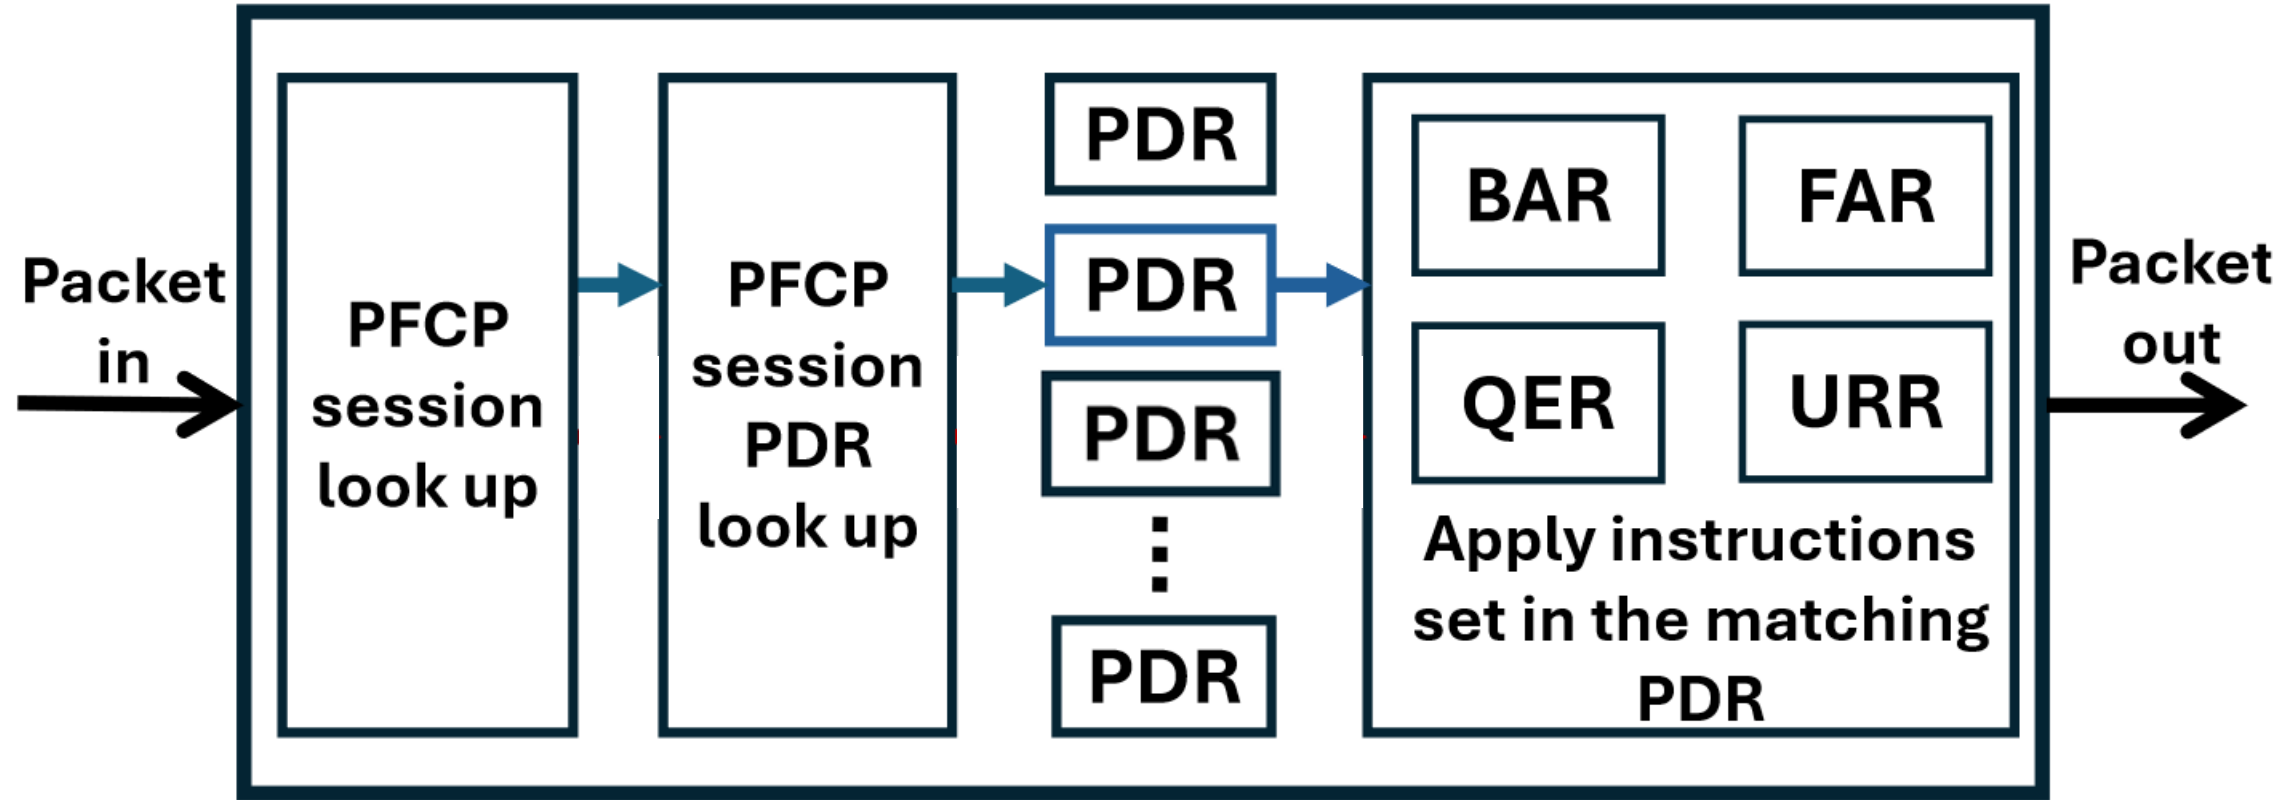 Packet
in
PFCP
session
look up
PFCP
session
PDR
look up
PDR
PDR
PDR
PDR
BAR
FAR
QER
URR
Apply instructions
set in the matching
PDR
Packet
out